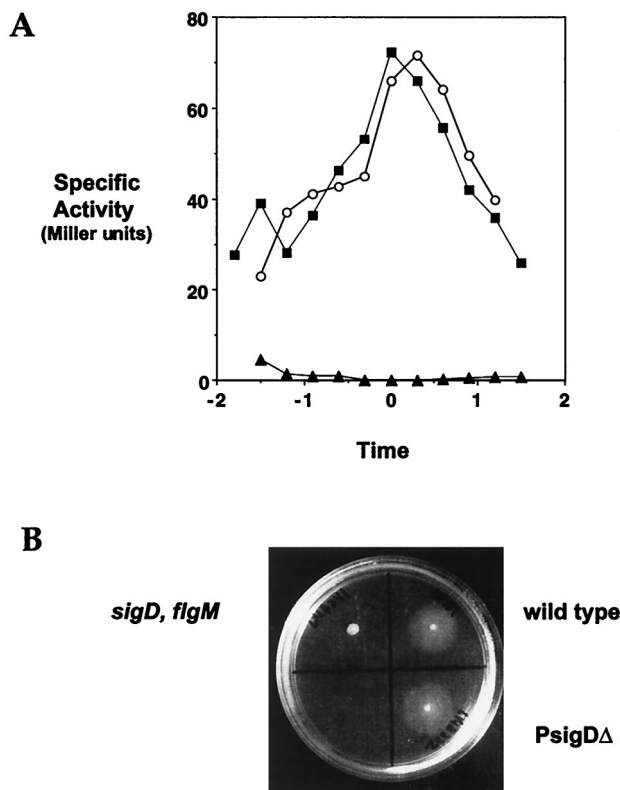 A
80
60
Specific
Activity
(Miller units)
40
20
0
-2
-1
0
1
2
Time
B
sigD, flgM
wild type
PsigDΔ